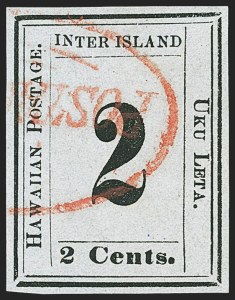 INTER ISLAND
HAWAIIAN POSTAGE.
2
UKU LETA.
2 Cents.